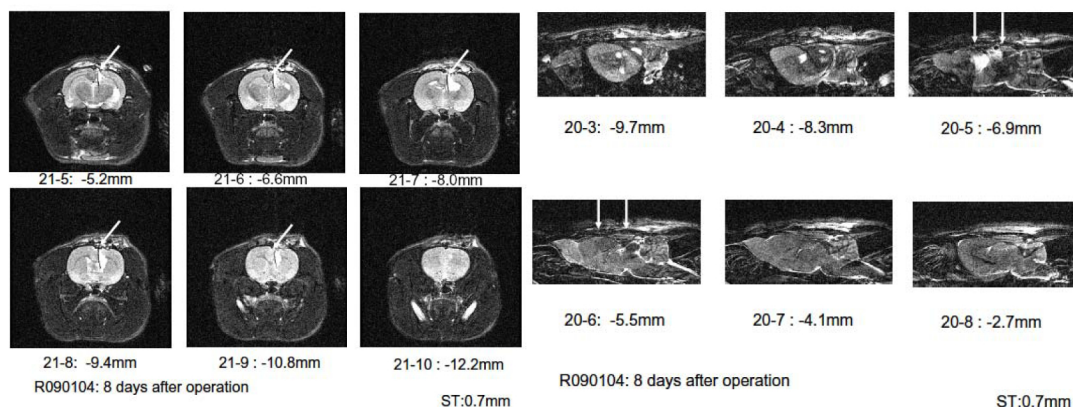 21-5: -5.2mm
21-6 : -6.6mm
21-7 : -8.0mm
21-8: -9.4mm
21-9 : -10.8mm
21-10 : -12.2mm
R090104: 8 days after operation
ST:0.7mm
20-3: -9.7mm
20-4 : -8.3mm
20-5 : -6.9mm
20-6 : -5.5mm
20-7 : -4.1mm
20-8 : -2.7mm
R090104: 8 days after operation
ST:0.7mm